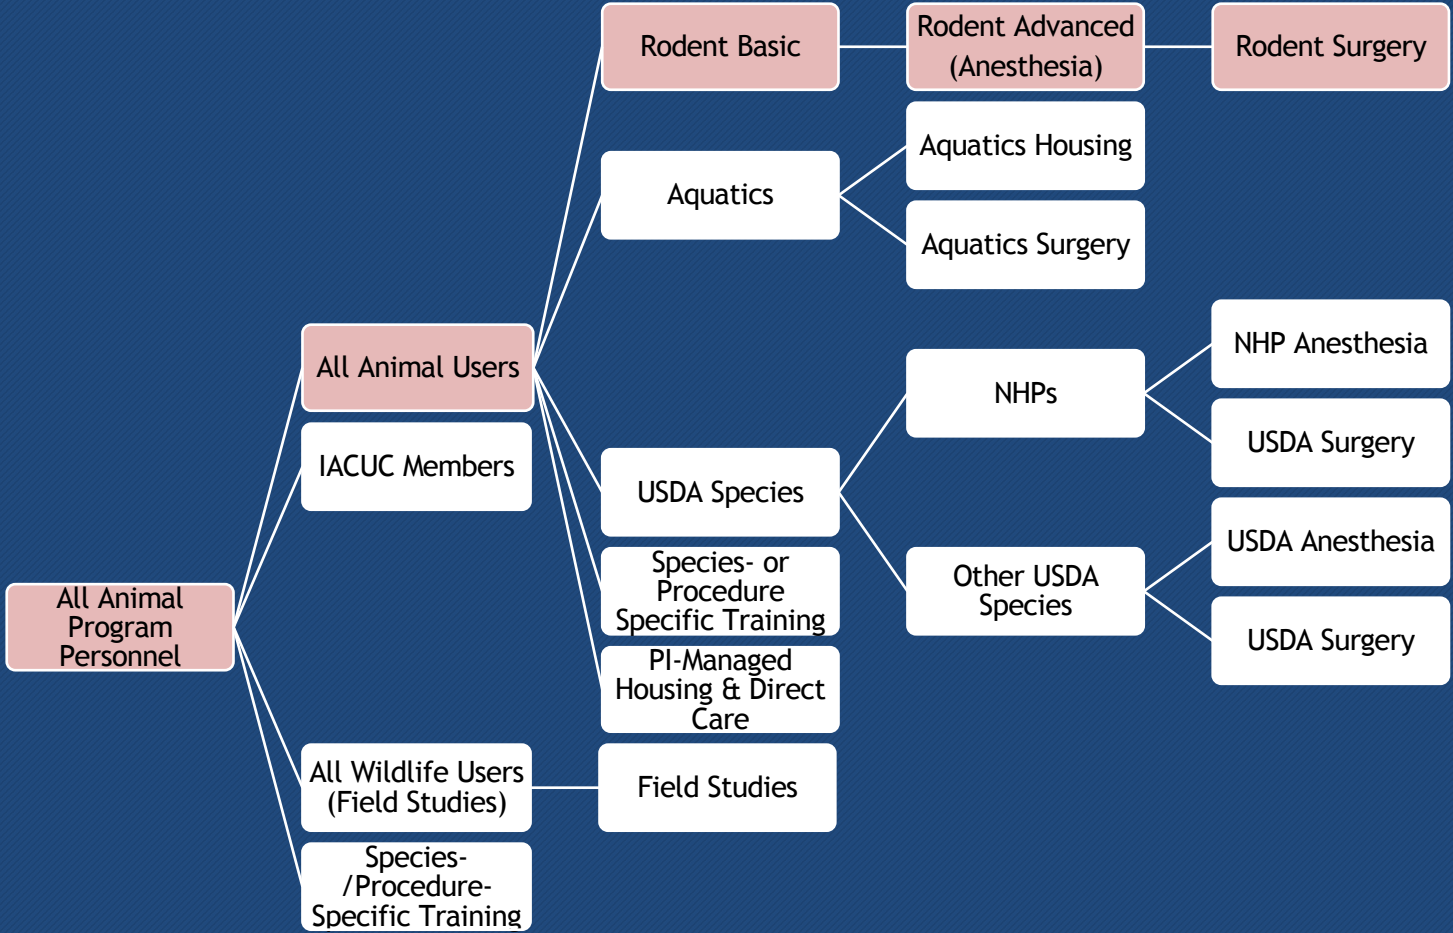 Rodent Basic
Rodent Advanced
(Anesthesia)
Rodent Surgery
Aquatics
Aquatics Housing
Aquatics Surgery
All Animal Users
IACUC Members
NHPs
NHP Anesthesia
USDA Surgery
USDA Species
Other USDA
Species
USDA Anesthesia
USDA Surgery
Species- or
Procedure
Specific Training
All Animal
Program
Personnel
PI-Managed
Housing & Direct
Care
All Wildlife Users
(Field Studies)
Field Studies
Species-
/Procedure-
Specific Training